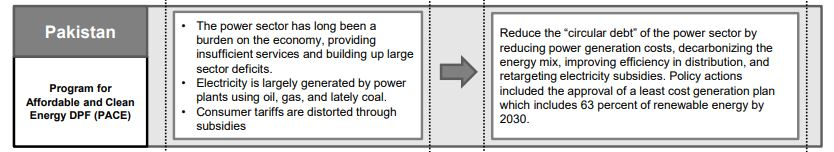 Pakistan
Program for
Affordable and Clean
Energy DPF (PACE)
• The power sector has long been a
burden on the economy, providing
insufficient services and building up large
sector deficits.
• Electricity is largely generated by power
plants using oil, gas, and lately coal.
• Consumer tariffs are distorted through
subsidies
Reduce the “circular debt” of the power sector by
reducing power generation costs, decarbonizing the
energy mix, improving efficiency in distribution, and
retargeting electricity subsidies. Policy actions
included the approval of a least cost generation plan
which includes 63 percent of renewable energy by
2030.